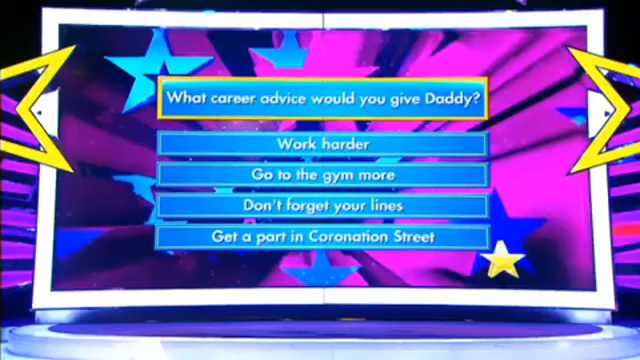 What career advice would you give Daddy?
Work harder
Go to the gym more
Don't forget your lines
Get a part in Coronation Street